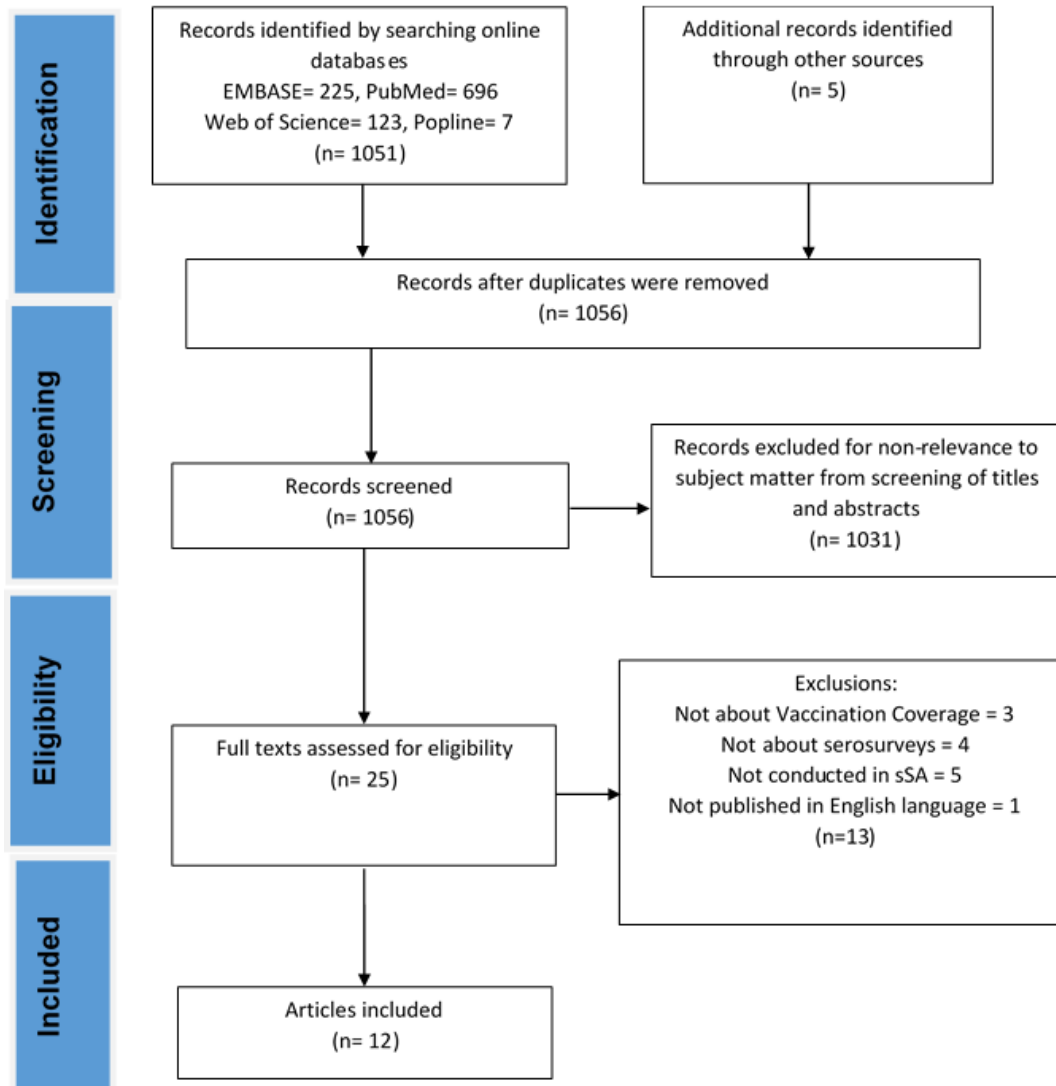 Identification
Records identified by searching online
databases
EMBASE= 225, PubMed= 696
Web of Science= 123, Popline= 7
(n= 1051)
Additional records identified
through other sources
(n= 5)
Records after duplicates were removed
(n= 1056)
Screening
Records screened
(n= 1056)
Records excluded for non-relevance to
subject matter from screening of titles
and abstracts
(n= 1031)
Eligibility
Full texts assessed for eligibility
(n= 25)
Exclusions:
Not about Vaccination Coverage = 3
Not about serosurveys = 4
Not conducted in sSA = 5
Not published in English language = 1
(n=13)
Included
Articles included
(n= 12)